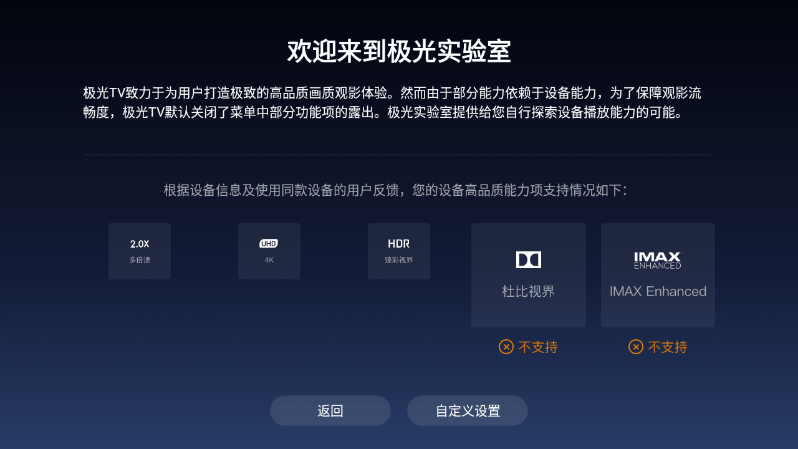 欢迎来到极光实验室
极光TV致力于为用户打造极致的高品质画质观影体验。然而由于部分能力依赖于设备能力，为了保障观影流
畅度，极光TV默认关闭了菜单中部分功能项的露出。极光实验室提供给您自行探索设备播放能力的可能。
根据设备信息及使用同款设备的用户反馈，您的设备高品质能力项支持情况如下：
2.0X
多倍速
UHD
4K
HDR
臻彩视界
杜比视界
不支持
IMAX
ENHANCED
IMAX Enhanced
不支持
返回
自定义设置